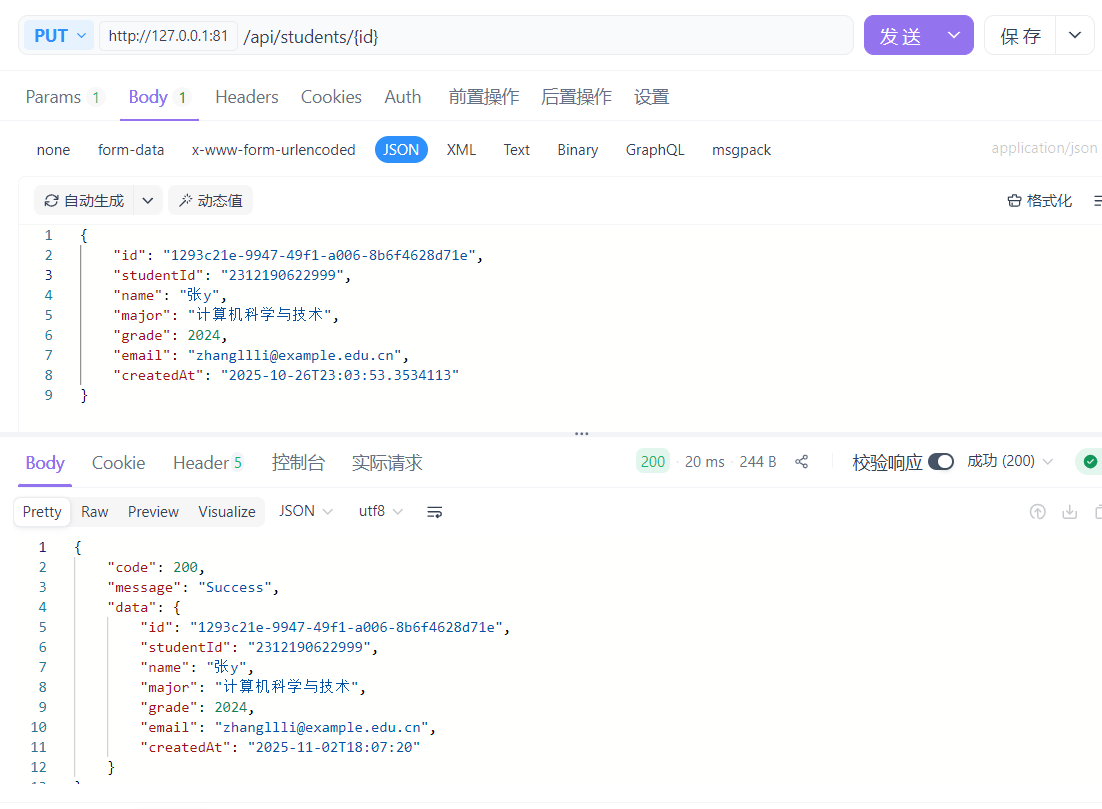 PUT http://127.0.0.1:81 /api/students/{id} 发送 保存
Params 1 Body 1 Headers Cookies Auth 前置操作 后置操作 设置
none form-data x-www-form-urlencoded JSON XML Text Binary GraphQL msgpack application/json
自动生成 动态值 格式化
1 {
2 "id": "1293c21e-9947-49f1-a006-8b6f4628d71e",
3 "studentId": "2312190622999",
4 "name": "张y",
5 "major": "计算机科学与技术",
6 "grade": 2024,
7 "email": "zhangllli@example.edu.cn",
8 "createdAt": "2025-10-26T23:03:53.3534113"
9 }
Body Cookie Header 5 控制台 实际请求 200 · 20 ms · 244 B 校验响应 成功 (200)
Pretty Raw Preview Visualize JSON utf8
1 {
2 "code": 200,
3 "message": "Success",
4 "data": {
5 "id": "1293c21e-9947-49f1-a006-8b6f4628d71e",
6 "studentId": "2312190622999",
7 "name": "张y",
8 "major": "计算机科学与技术",
9 "grade": 2024,
10 "email": "zhangllli@example.edu.cn",
11 "createdAt": "2025-11-02T18:07:20"
12 }